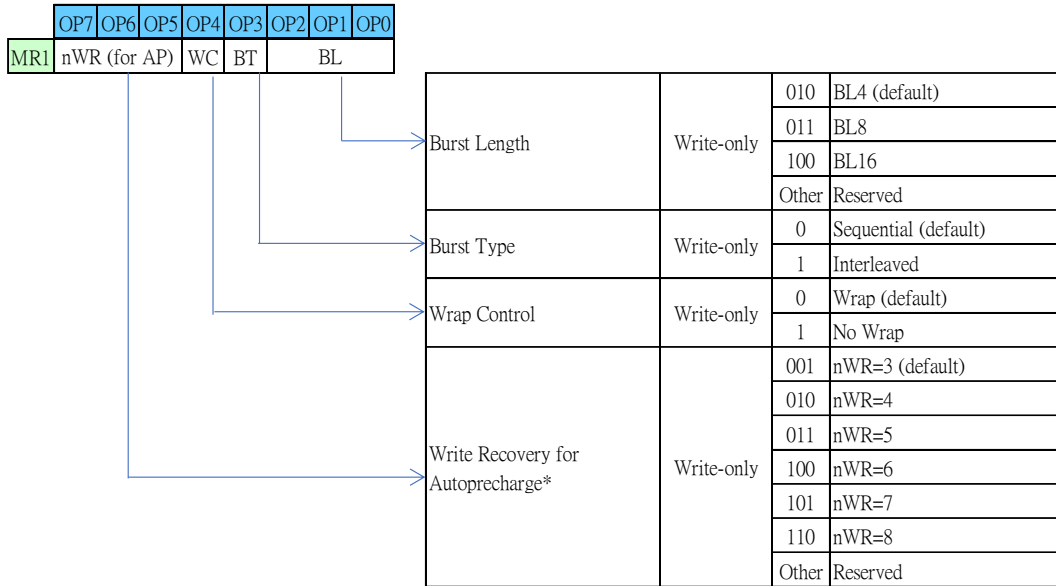 OP7 OP6 OP5 OP4 OP3 OP2 OP1 OP0
MR1 nWR (for AP) WC BT BL
Burst Length Write-only 010 BL4 (default)
011 BL8
100 BL16
Other Reserved
Burst Type Write-only 0 Sequential (default)
1 Interleaved
Wrap Control Write-only 0 Wrap (default)
1 No Wrap
Write Recovery for
Autoprecharge* Write-only 001 nWR=3 (default)
010 nWR=4
011 nWR=5
100 nWR=6
101 nWR=7
110 nWR=8
Other Reserved